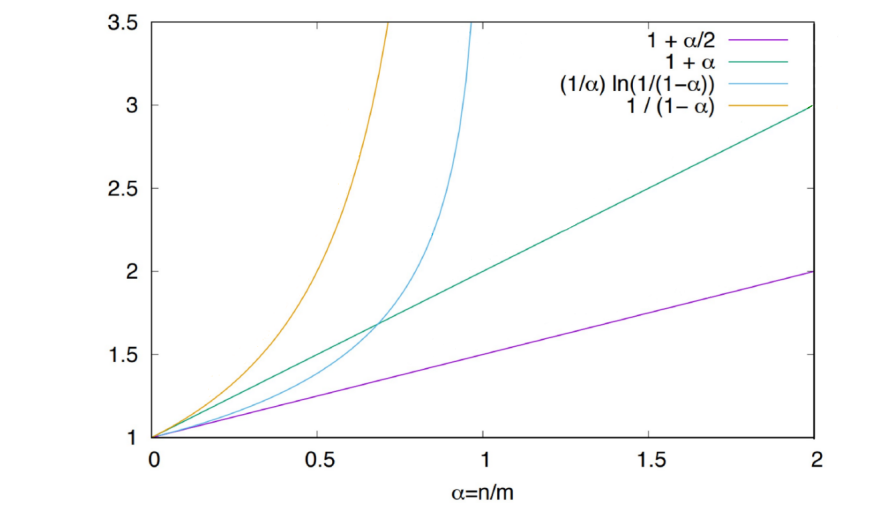 3.5
1 + α/2
1 + α
(1/α) ln(1/(1−α))
1 / (1− α)
3
2.5
2
1.5
1
0
0.5
1
1.5
2
α=n/m